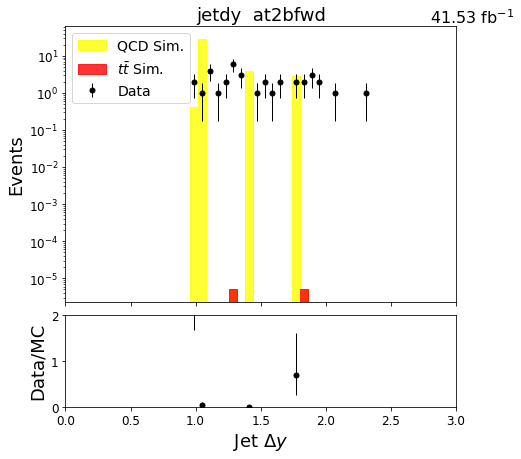 jetdy at2bfwd
41.53 fb⁻¹
QCD Sim.
tt̄ Sim.
Data
Events
10¹
10⁰
10⁻¹
10⁻²
10⁻³
10⁻⁴
10⁻⁵
Data/MC
2
1
0
0.0 0.5 1.0 1.5 2.0 2.5 3.0
Jet Δy